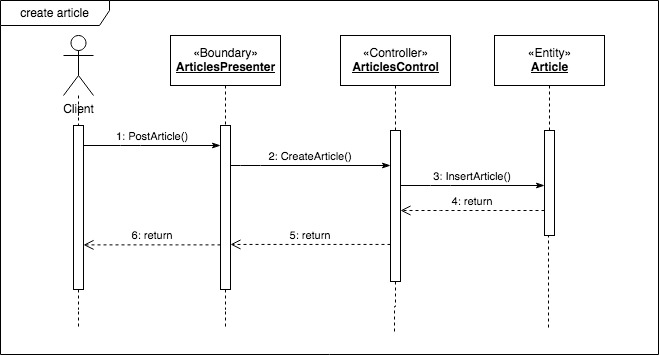 create article
«Boundary»
ArticlesPresenter
«Controller»
ArticlesControl
«Entity»
Article
Client
1: PostArticle()
2: CreateArticle()
3: InsertArticle()
4: return
5: return
6: return